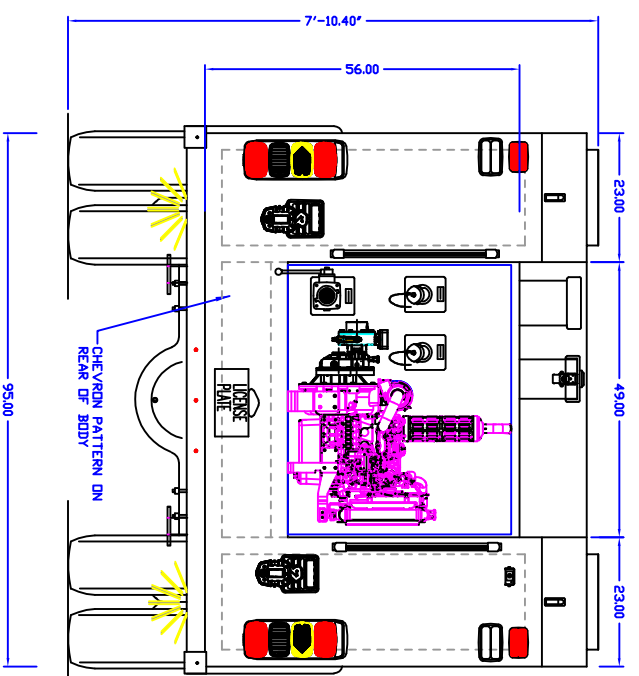 7'-10.40"
56.00
23.00
49.00
23.00
95.00
CHEVRON PATTERN ON
REAR OF BODY
LICENSE
PLATE